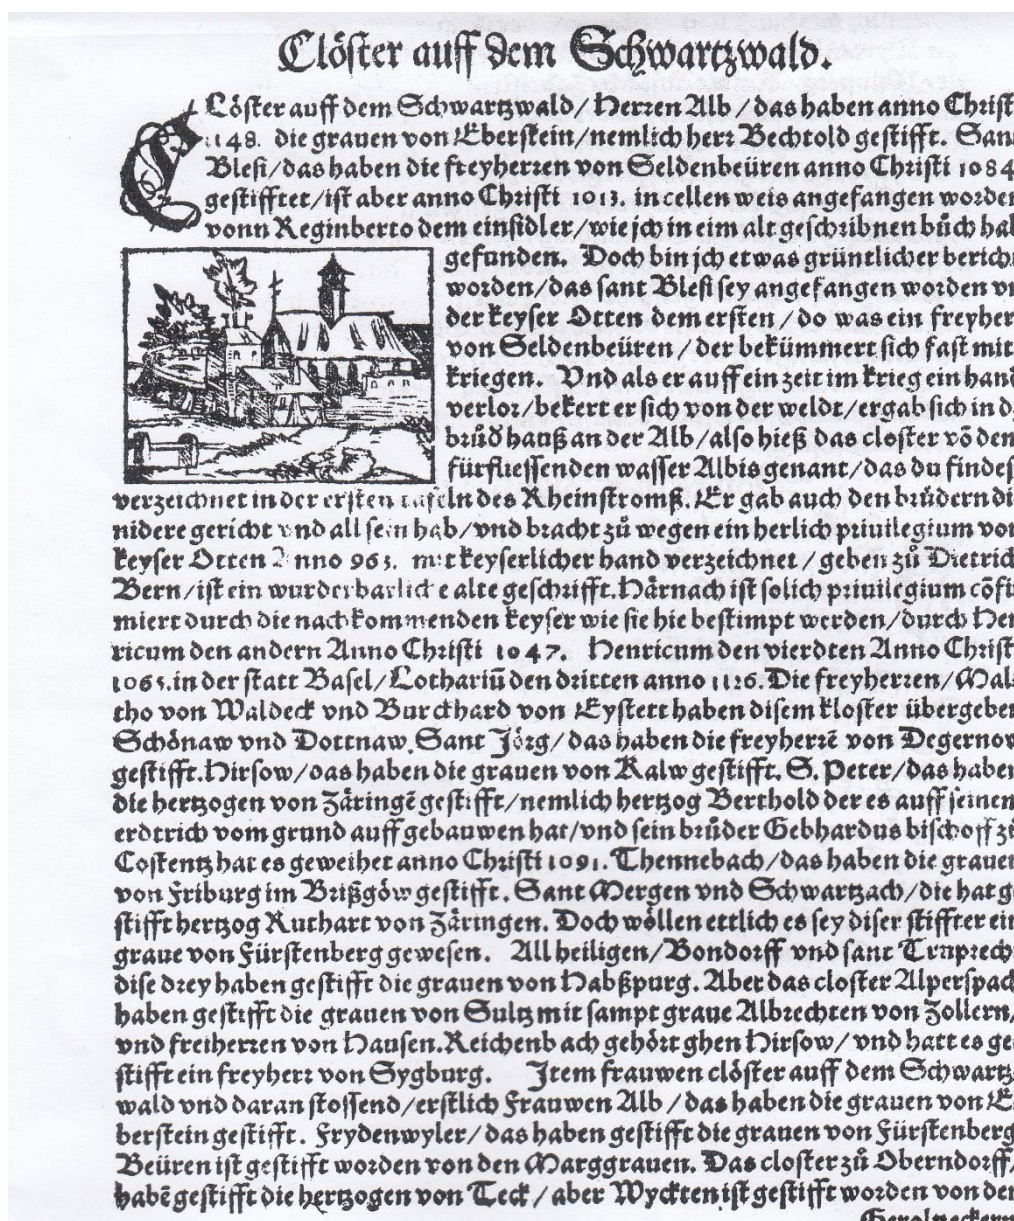 Clöster auff dem Schwartzwald.
Clöster auff dem Schwartzwald/ Herren Alb/ das haben anno Christ
1148. die grauen von Eberstein/nemlich herr Bechtold gestifft. San
Blesi/das haben die freyherren von Seldenbeüren anno Christi 1084
gestifftet/ist aber anno Christi 1013. in cellen weis angefangen worden
vonn Reginberto dem einsidler/wie jch in eim alt geschribnen bůch hab
gefunden. Doch bin jch etwas grüntlicher berich
worden/das sant Blesi sey angefangen worden vn
der keyser Otten dem ersten/ do was ein freyher
von Seldenbeüren/der bekümmert sich fast mit
kriegen. Vnd als er auff ein zeit im krieg ein hand
verlor/bekert er sich von der weldt/ergab sich in d
brůd hauß an der Alb/also hieß das closter võ dem
fürfliessenden wasser Albis genant/das du findes
verzeichnet in der ersten tafeln des Rheinstromß. Er gab auch den brůdern di
nidere gericht vnd all sein hab/vnd bracht zů wegen ein herlich priuilegium von
keyser Otten Anno 963. mit keyserlicher hand verzeichnet/ geben zů Dietrich
Bern/ist ein wunderbarliche alte geschrifft. Härnach ist solich priuilegium cõfir
miert durch die nachkommenden keyser wie sie hie bestimpt werden/durch Hen
ricum den andern Anno Christi 1047. Henricum den vierdten Anno Christ
1065. in der statt Basel/Lothariũ den dritten anno 1126. Die freyherren/Wal
tho von Waldeck vnd Burckhard von Eystett haben disem kloster übergeben
Schönaw vnd Dottnaw. Sant Jörg/das haben die freyherrẽ von Degernow
gestifft. Hirsow/das haben die grauen von Kalw gestifft. S. Peter/das haben
die hertzogen von Zäringẽ gestifft/nemlich hertzog Berthold der es auff seinem
erdtrich vom grund auff gebauwen hat/vnd sein brůder Gebhardus bischoff zů
Costentz hat es geweihet anno Christi 1091. Thennebach/das haben die grauen
von Friburg im Brißgöw gestifft. Sant Mergen vnd Schwartzach/die hat ge
stifft hertzog Ruthart von Zäringen. Doch wöllen ettlich es sey diser stiffter ein
graue von Fürstenberg gewesen. All heiligen/Bondorff vnd sant Truprech
dise drey haben gestifft die grauen von Habßpurg. Aber das closter Alperspach
haben gestifft die grauen von Sultz mit sampt graue Albrechten von Zollern/
vnd freiherren von Hausen. Reichenbach gehört ghen Hirsow/ vnd hatt es ge
stifft ein freyherr von Sygburg. Item frauwen clöster auff dem Schwartz
wald vnd daran stossend/erstlich Frauwen Alb/ das haben die grauen von E
berstein gestifft. Frydenwyler/das haben gestifft die grauen von Fürstenberg
Beüren ist gestifft worden von den Marggrauen. Das closter zů Oberndorff/
habẽ gestifft die hertzogen von Teck/ aber Wyckten ist gestifft worden von den
Geroltzeckern